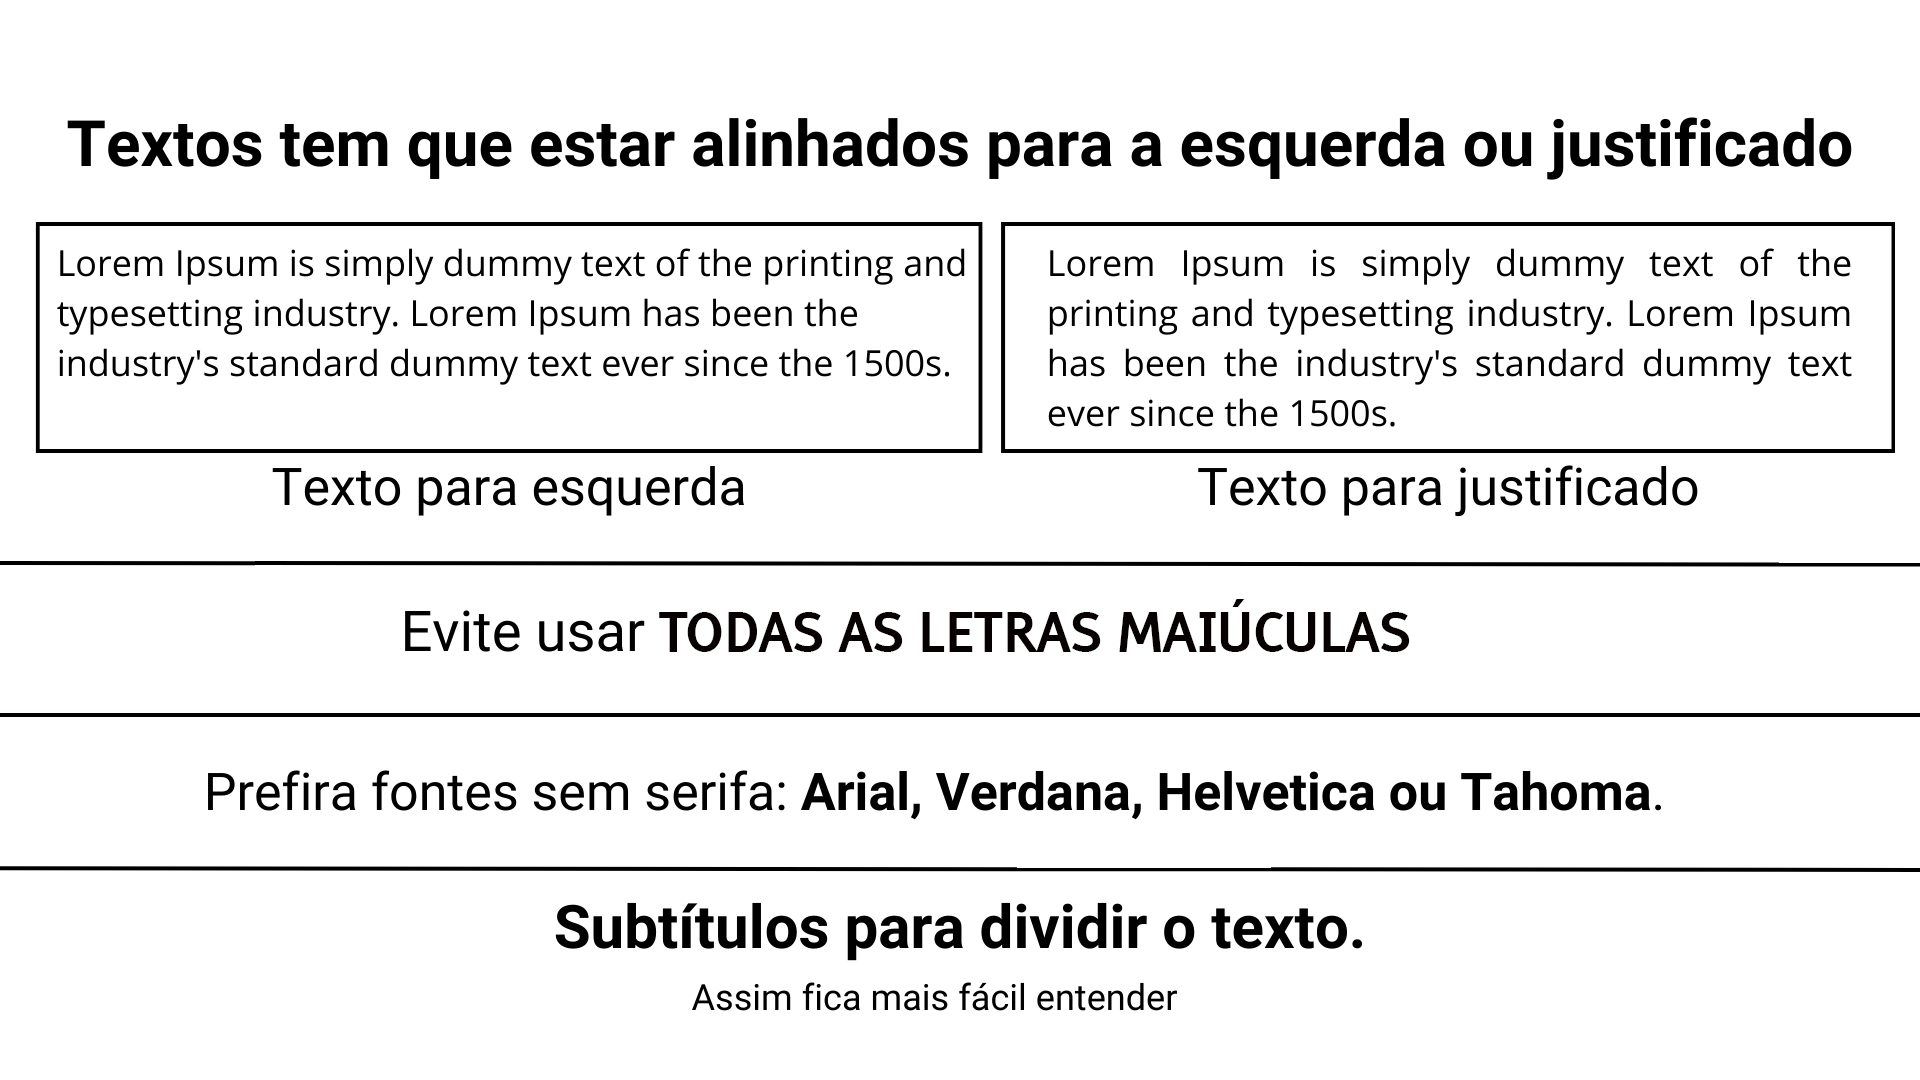 Textos tem que estar alinhados para a esquerda ou justificado
Lorem Ipsum is simply dummy text of the printing and
typesetting industry. Lorem Ipsum has been the
industry's standard dummy text ever since the 1500s.
Texto para esquerda
Lorem Ipsum is simply dummy text of the
printing and typesetting industry. Lorem Ipsum
has been the industry's standard dummy text
ever since the 1500s.
Texto para justificado
Evite usar TODAS AS LETRAS MAIÚCULAS
Prefira fontes sem serifa: Arial, Verdana, Helvetica ou Tahoma.
Subtítulos para dividir o texto.
Assim fica mais fácil entender